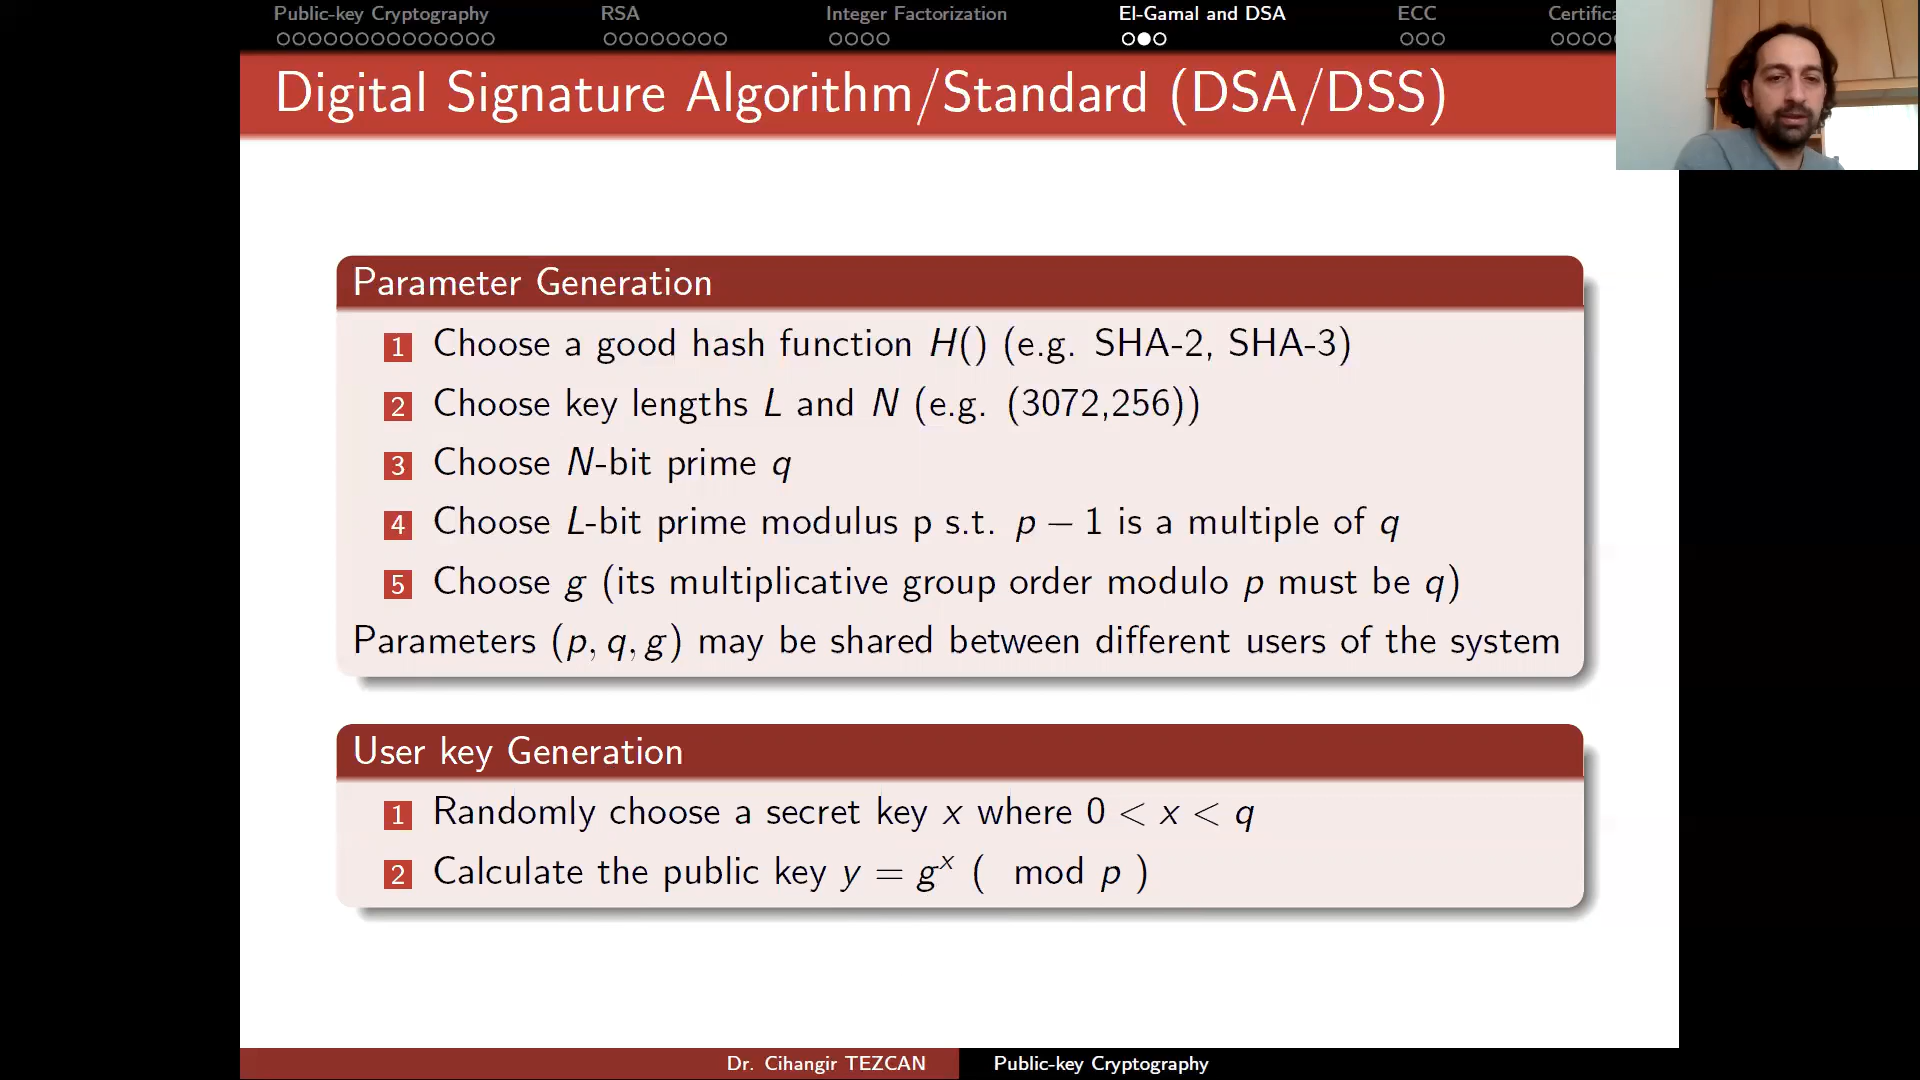 Public-key Cryptography RSA Integer Factorization El-Gamal and DSA ECC
Digital Signature Algorithm/Standard (DSA/DSS)
Parameter Generation
1 Choose a good hash function H() (e.g. SHA-2, SHA-3)
2 Choose key lengths L and N (e.g. (3072,256))
3 Choose N-bit prime q
4 Choose L-bit prime modulus p s.t. p − 1 is a multiple of q
5 Choose g (its multiplicative group order modulo p must be q)
Parameters (p, q, g) may be shared between different users of the system
User key Generation
1 Randomly choose a secret key x where 0 < x < q
2 Calculate the public key y = gˣ ( mod p )
Dr. Cihangir TEZCAN Public-key Cryptography